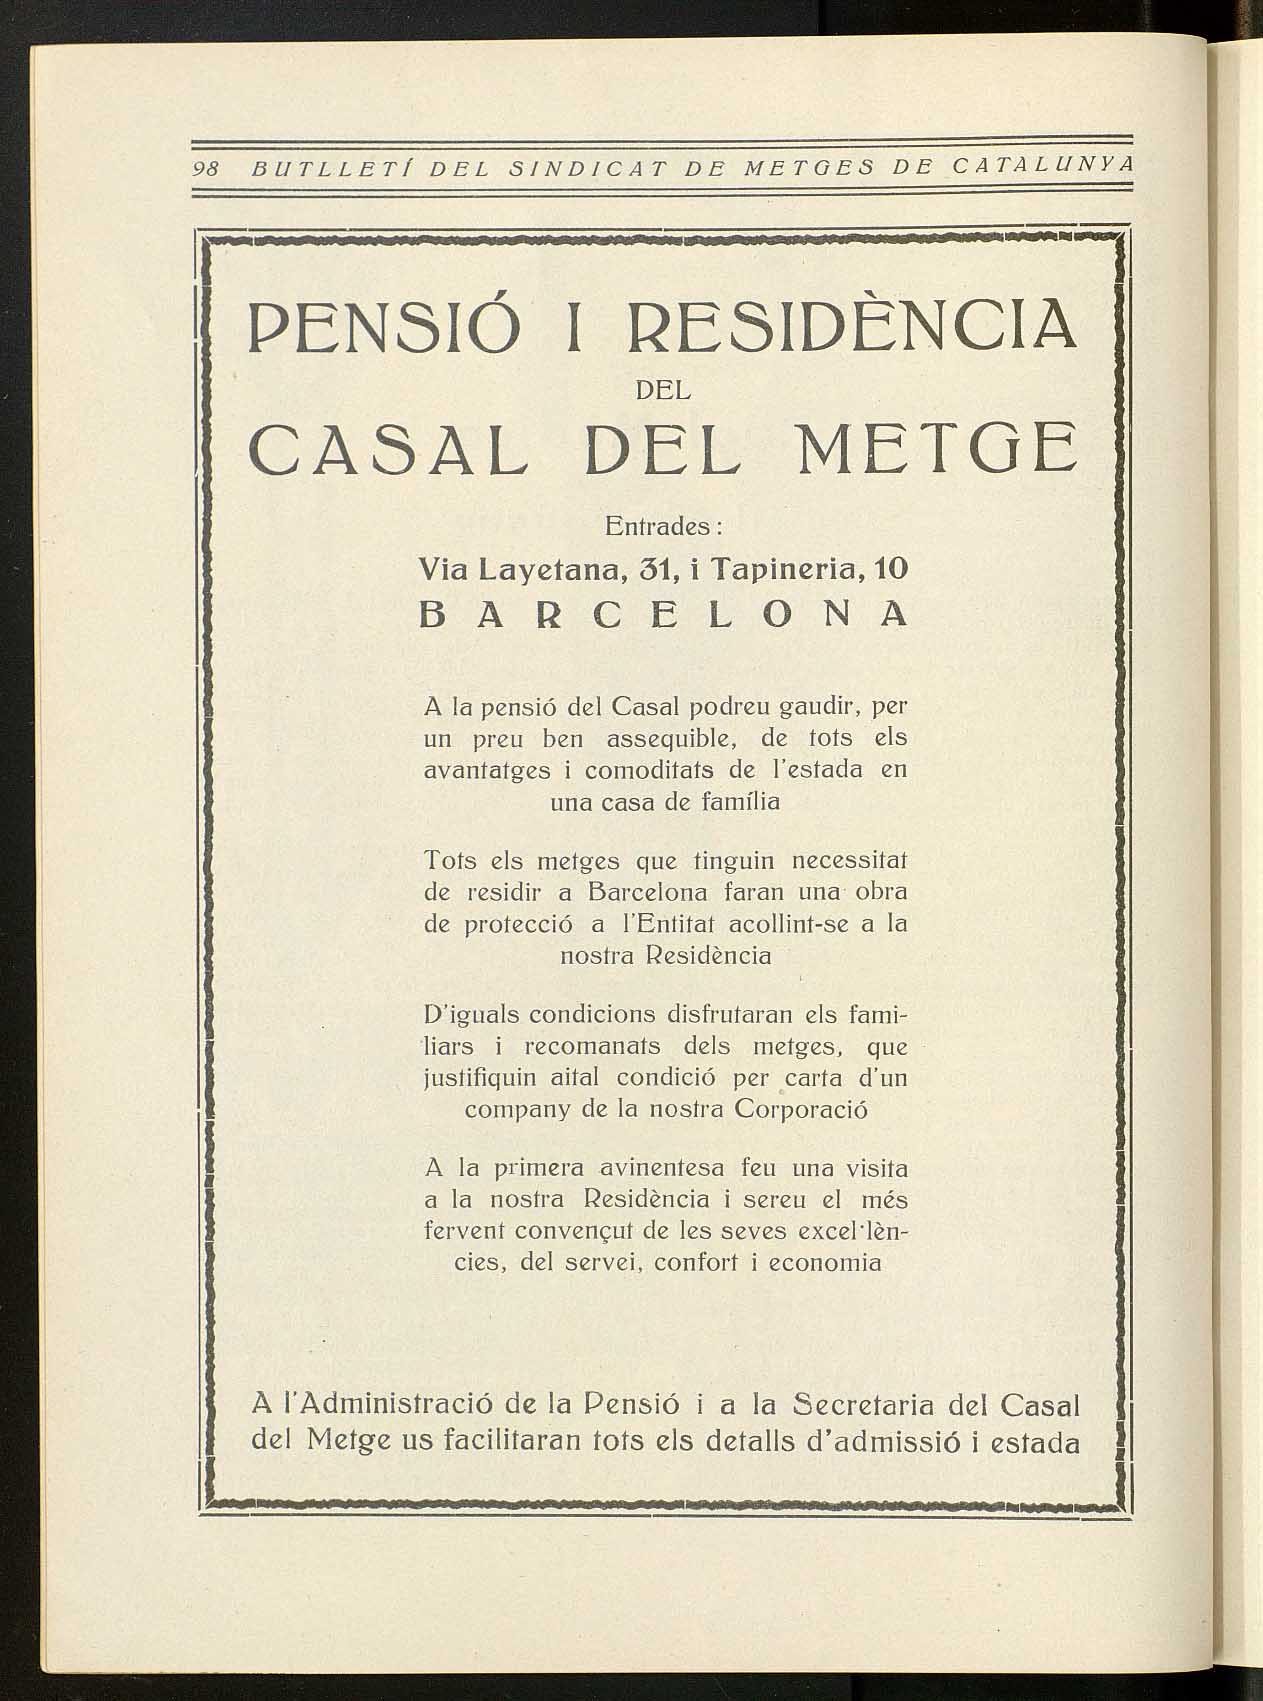 98 BUTLLETÍ DEL SINDICAT DE METGES DE CATALUNYA
PENSIÓ I RESIDÈNCIA
DEL
CASAL DEL METGE
Entrades :
Via Layetana, 31, i Tapineria, 10
BARCELONA
A la pensió del Casal podreu gaudir, per
un preu ben assequible, de tots els
avantatges i comoditats de l'estada en
una casa de família
Tots els metges que tinguin necessitat
de residir a Barcelona faran una obra
de protecció a l'Entitat acollint-se a la
nostra Residència
D'iguals condicions disfrutaran els fami-
liars i recomanats dels metges, que
justifiquin aital condició per carta d'un
company de la nostra Corporació
A la primera avinentesa feu una visita
a la nostra Residència i sereu el més
fervent convençut de les seves excel·lèn-
cies, del servei, confort i economia
A l'Administració de la Pensió i a la Secretaria del Casal
del Metge us facilitaran tots els detalls d'admissió i estada